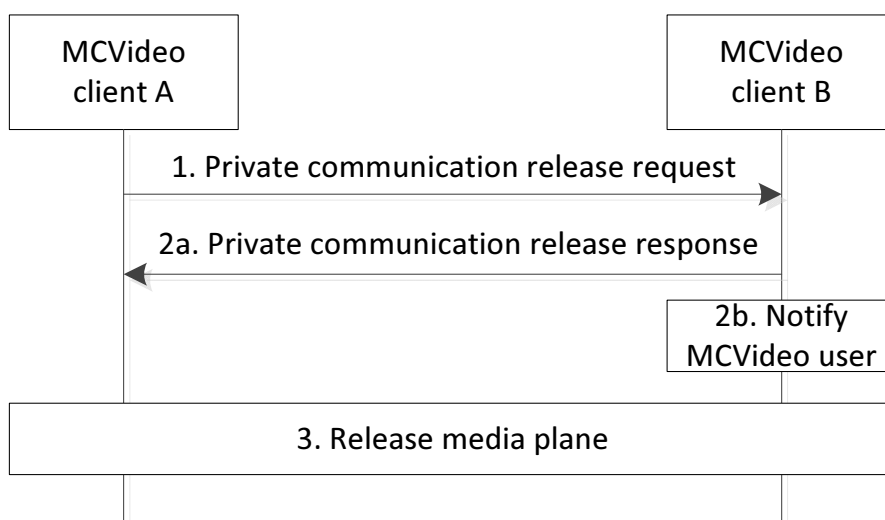 MCVideo
client A
MCVideo
client B
1. Private communication release request
2a. Private communication release response
2b. Notify
MCVideo user
3. Release media plane